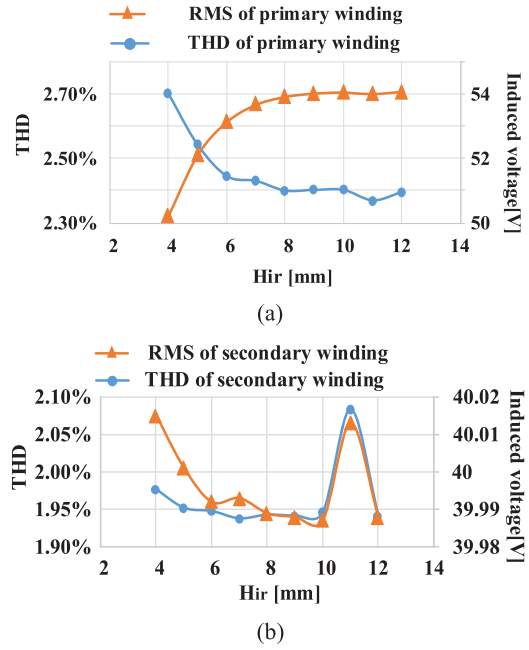 RMS of primary winding
THD of primary winding
2.70%
2.50%
2.30%
THD
54
52
50
Induced voltage[V]
2 4 6 8 10 12 14
Hir [mm]
(a)
RMS of secondary winding
THD of secondary winding
2.10%
2.05%
2.00%
1.95%
1.90%
THD
40.02
40.01
40
39.99
39.98
Induced voltage[V]
2 4 6 8 10 12 14
Hir [mm]
(b)